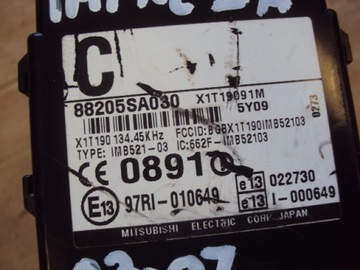 C
88205SA030 X1T19091M
5Y09
X1T190 134.45KHz FCCID:BGBX1T190IMB52103
TYPE: IMB521-03 IC:662F-IMB52103
0273
CE 0891
E13 97RI-010649
e13 022730
e13 I-000649
MITSUBISHI ELECTRIC CORP. JAPAN